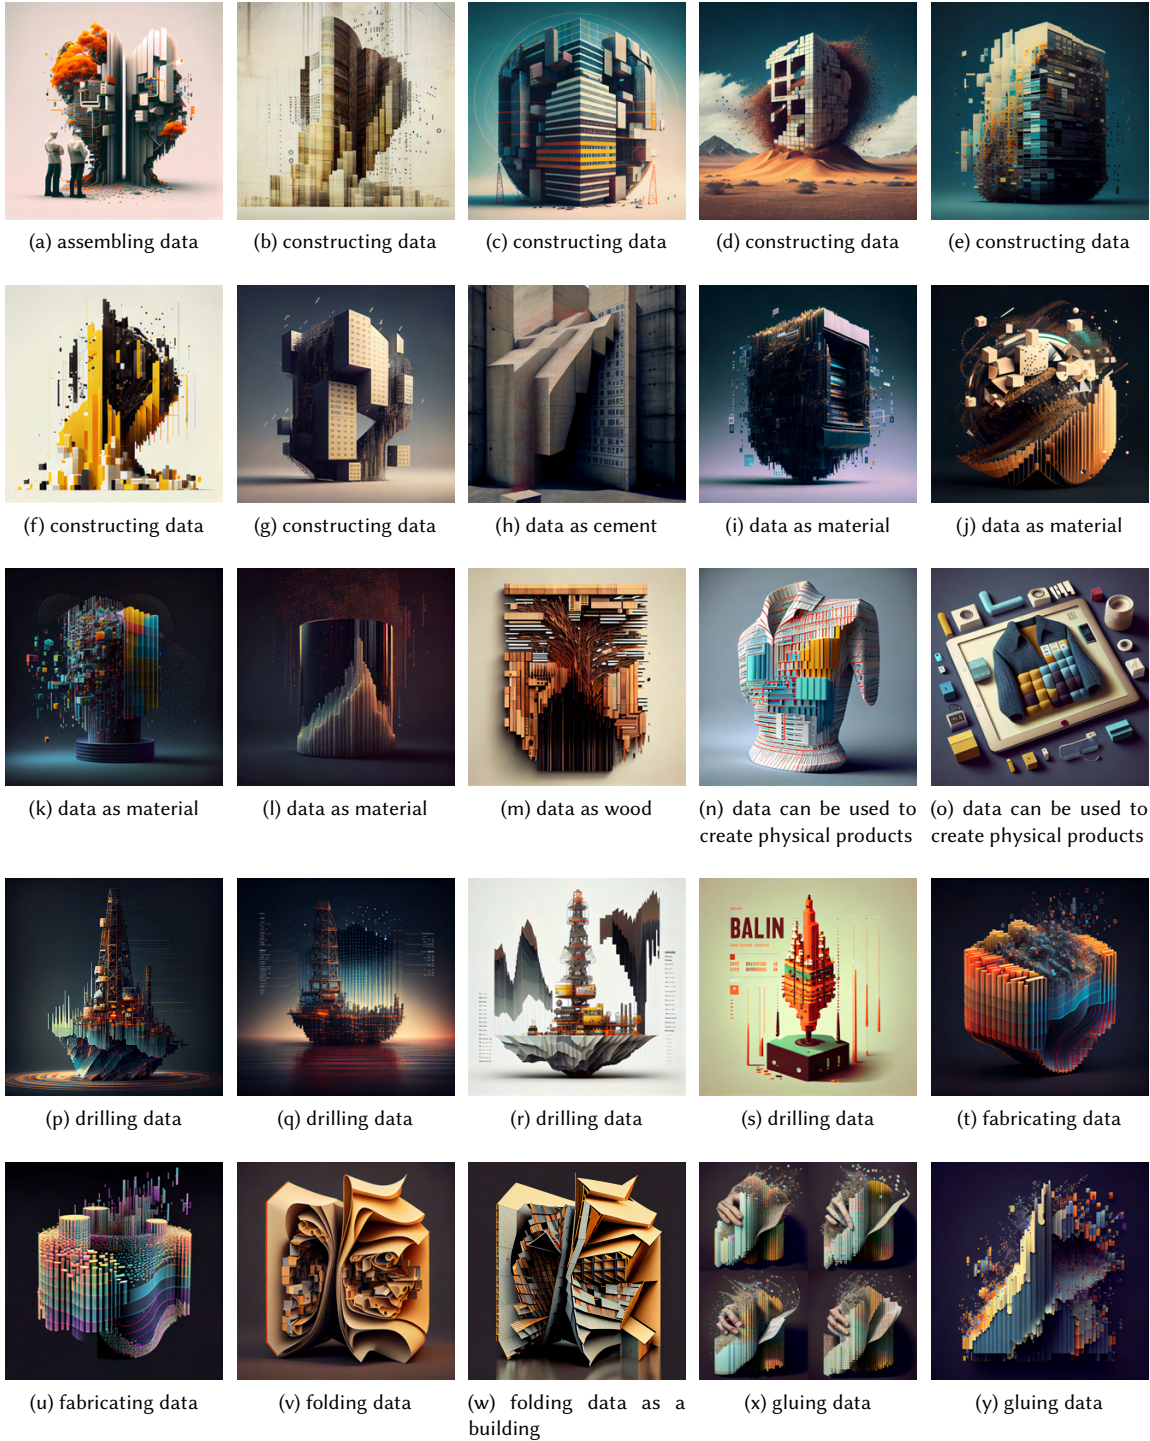 (a) assembling data
(b) constructing data
(c) constructing data
(d) constructing data
(e) constructing data
(f) constructing data
(g) constructing data
(h) data as cement
(i) data as material
(j) data as material
(k) data as material
(l) data as material
(m) data as wood
(n) data can be used to
create physical products
(o) data can be used to
create physical products
BALIN
(p) drilling data
(q) drilling data
(r) drilling data
(s) drilling data
(t) fabricating data
(u) fabricating data
(v) folding data
(w) folding data as a
building
(x) gluing data
(y) gluing data